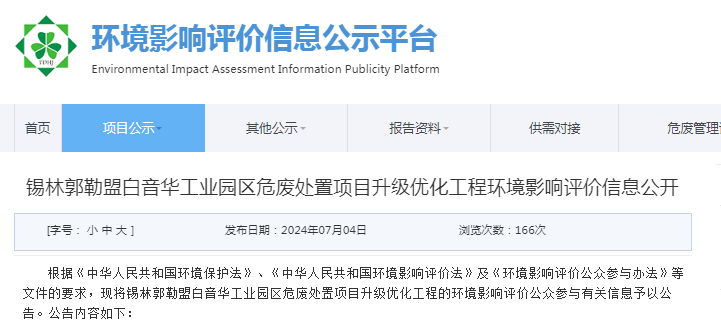 环境影响评价信息公示平台
Environmental Impact Assessment Information Publicity Platform
TPHJ
首页 项目公示 其他公示 报告资料 供需对接 危废管理
锡林郭勒盟白音华工业园区危废处置项目升级优化工程环境影响评价信息公开
[字号： 小 中 大 ] 发布日期：2024年07月04日 浏览次数：166次
根据《中华人民共和国环境保护法》、《中华人民共和国环境影响评价法》及《环境影响评价公众参与办法》等
文件的要求，现将锡林郭勒盟白音华工业园区危废处置项目升级优化工程的环境影响评价公众参与有关信息予以公
告。公告内容如下：